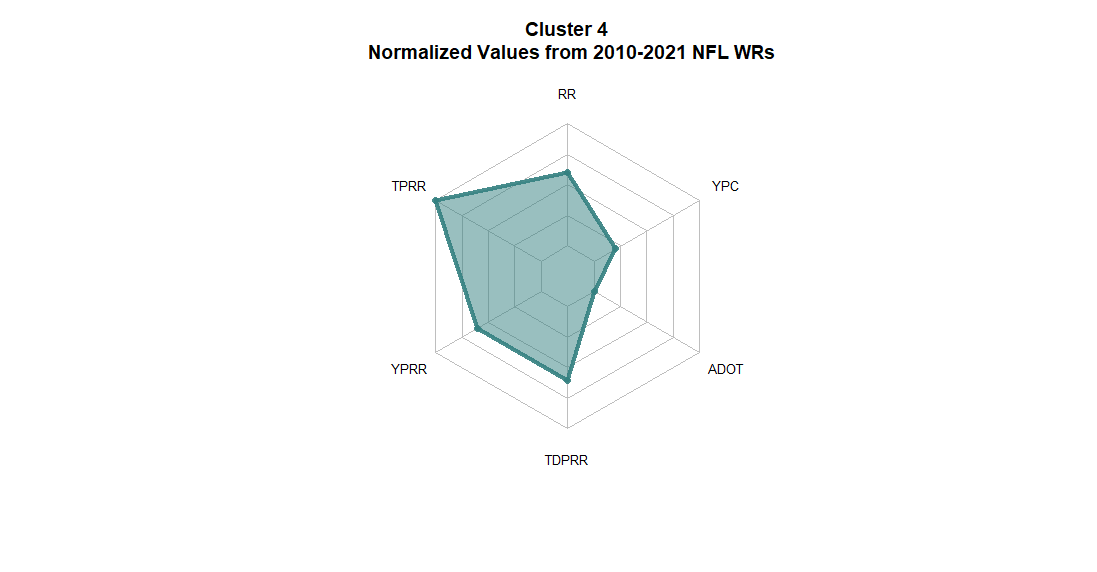 Cluster 4
Normalized Values from 2010-2021 NFL WRs
RR
TPRR
YPC
YPRR
ADOT
TDPRR